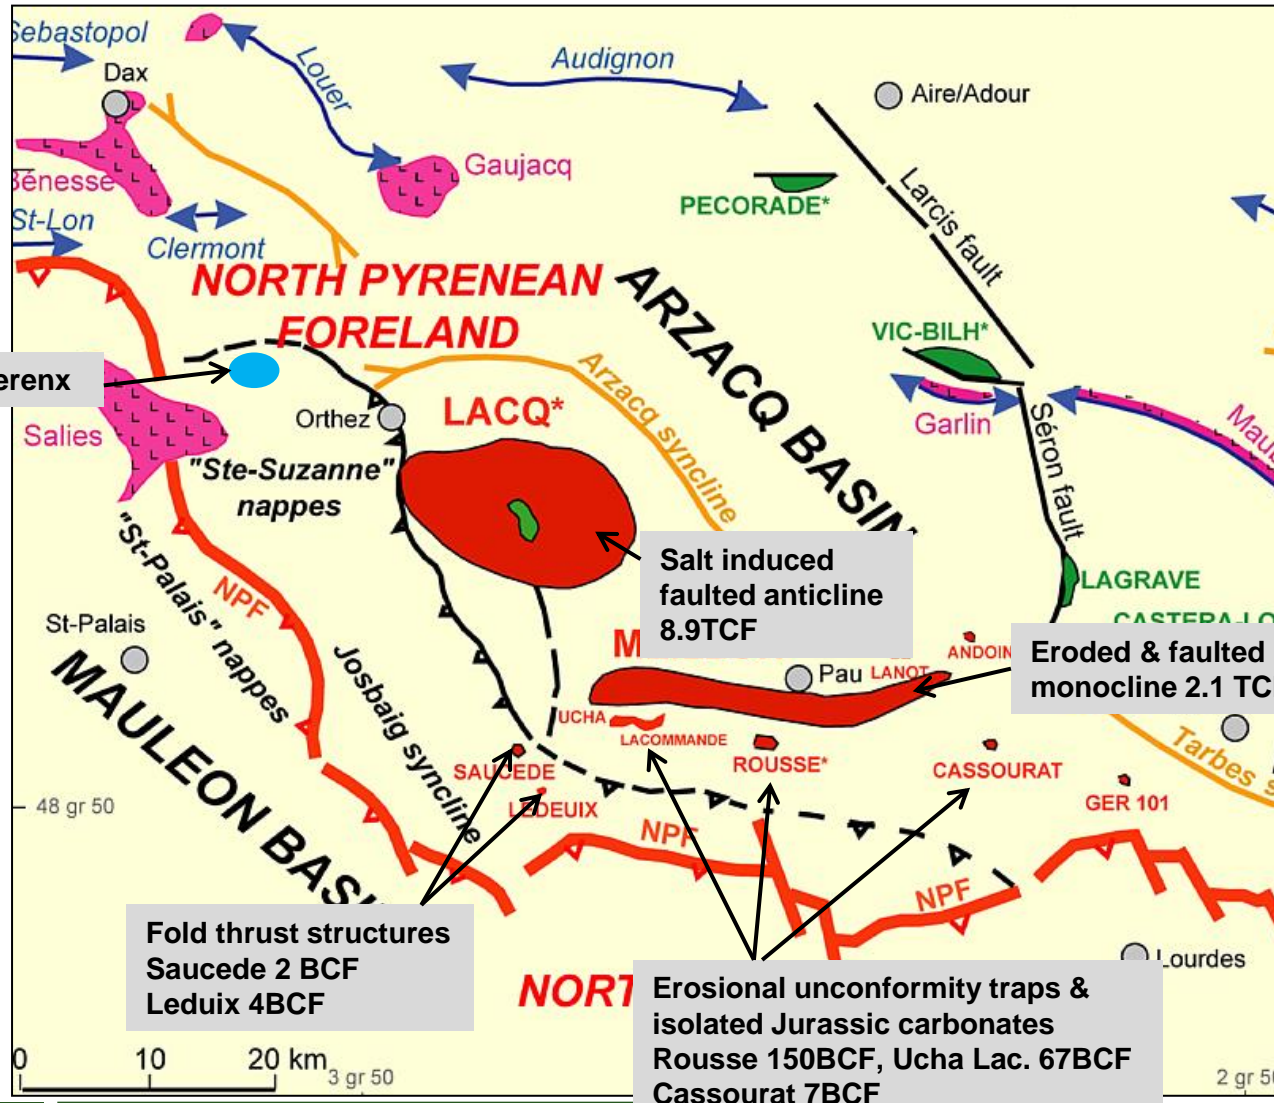 Sebastopol
Dax
Louer
Audignon
Aire/Adour
Bénesse
Gaujacq
PECORADE*
Larcis fault
St-Lon
Clermont
NORTH PYRENEAN
FORELAND
ARZACQ BASIN
VIC-BILH*
erenx
Arzacq syncline
Orthez
LACQ*
Garlin
Salies
"Ste-Suzanne"
nappes
Séron fault
"St-Palais" nappes
NPF
Salt induced
faulted anticline
8.9TCF
LAGRAVE
St-Palais
Josbaig syncline
Pau
LANOT
ANDOIN
Eroded & faulted
monocline 2.1 TC
MAULEON BASI
UCHA
LACOMMANDE
SAUCEDE
ROUSSE*
CASSOURAT
Tarbes s
LEDEUIX
GER 101
48 gr 50
NPF
NPF
Fold thrust structures
Saucede 2 BCF
Leduix 4BCF
Lourdes
NORT
Erosional unconformity traps &
isolated Jurassic carbonates
Rousse 150BCF, Ucha Lac. 67BCF
Cassourat 7BCF
0 10 20 km
3 gr 50
2 gr 50